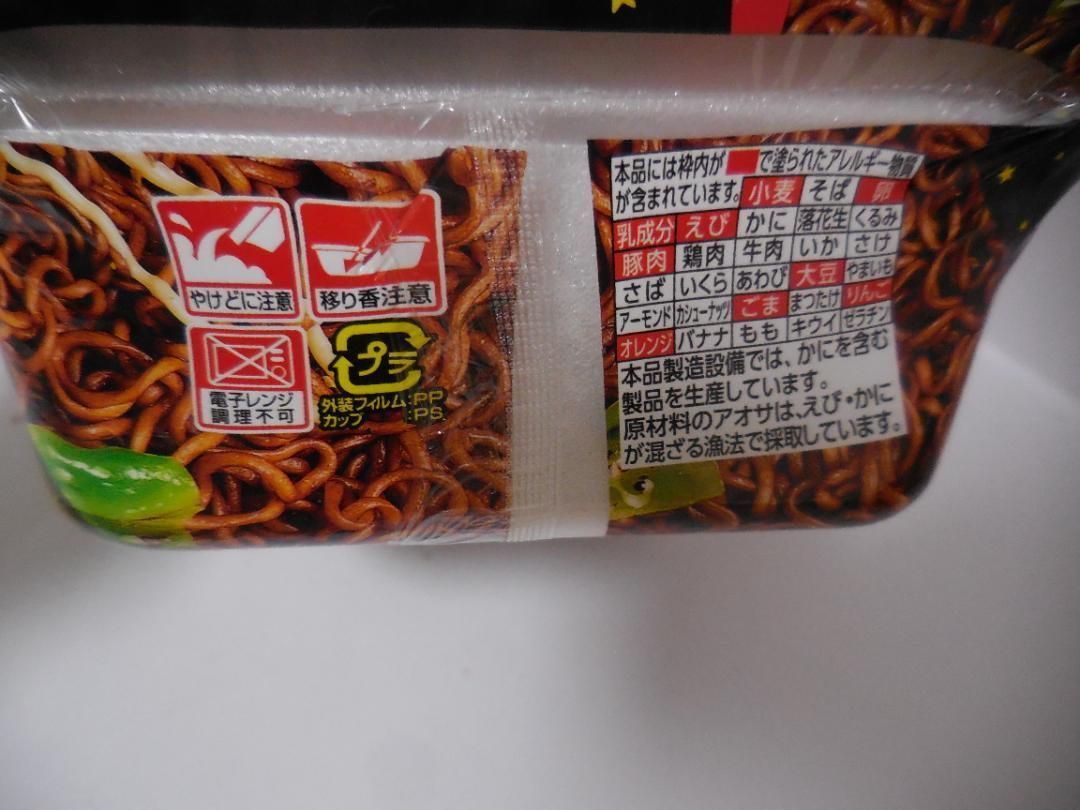 やけどに注意
移り香注意
電子レンジ
調理不可
プラ
外装フィルム:PP
カップ :PS
本品には枠内が■で塗られたアレルギー物質
が含まれています。 小麦 そば 卵
乳成分 えび かに 落花生 くるみ
豚肉 鶏肉 牛肉 いか さけ
さば いくら あわび 大豆 やまいも
アーモンド カシューナッツ ごま まつたけ りんご
オレンジ バナナ もも キウイ ゼラチン
本品製造設備では、かにを含む
製品を生産しています。
原材料のアオサは、えび・かに
が混ざる漁法で採取しています。